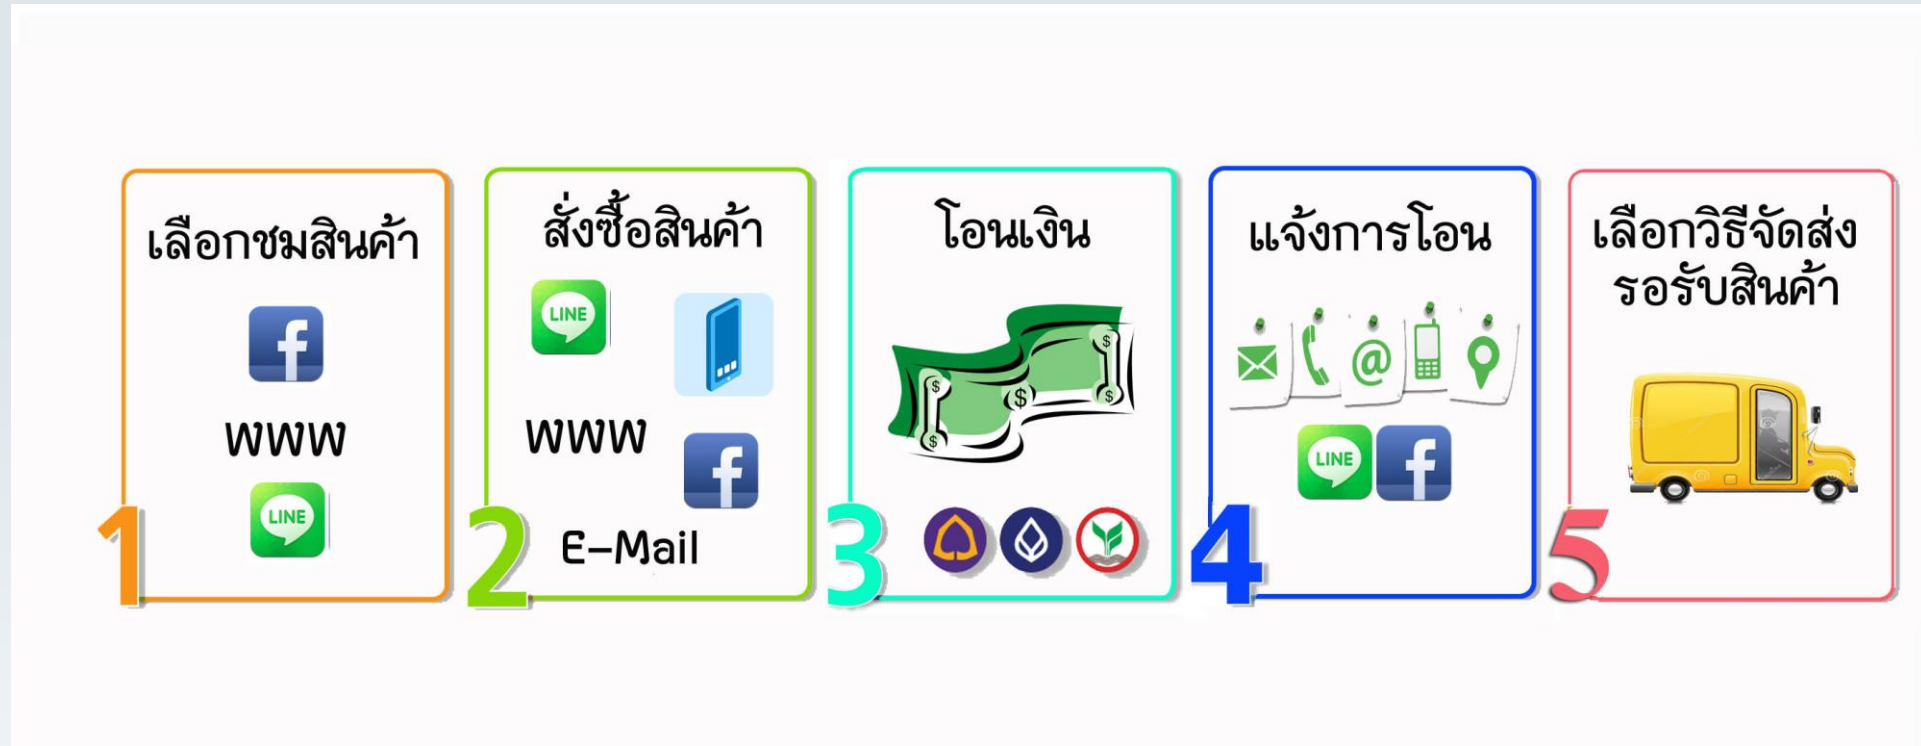 เลือกชมสินค้า
WWW
LINE
1
สั่งซื้อสินค้า
LINE
WWW
E-Mail
2
โอนเงิน
$
$
$
$
$
3
แจ้งการโอน
@
LINE
4
เลือกวิธีจัดส่ง
รอรับสินค้า
5